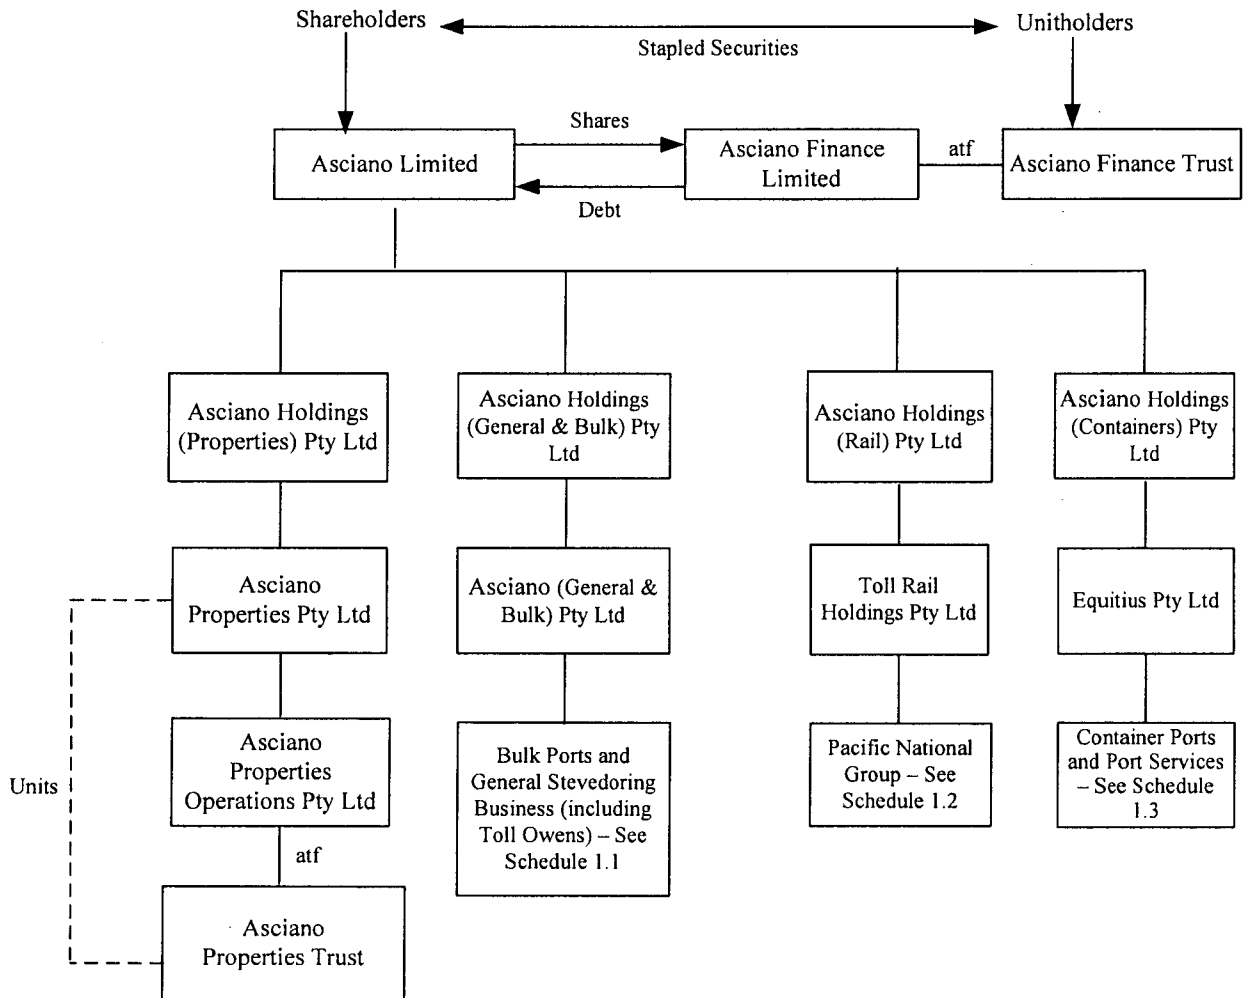 Shareholders
Stapled Securities
Unitholders
Asciano Limited
Shares
Debt
Asciano Finance
Limited
atf
Asciano Finance Trust
Asciano Holdings
(Properties) Pty Ltd
Asciano Holdings
(General & Bulk) Pty
Ltd
Asciano Holdings
(Rail) Pty Ltd
Asciano Holdings
(Containers) Pty
Ltd
Asciano
Properties Pty Ltd
Asciano (General &
Bulk) Pty Ltd
Toll Rail
Holdings Pty Ltd
Equitius Pty Ltd
Units
Asciano
Properties
Operations Pty Ltd
Bulk Ports and
General Stevedoring
Business (including
Toll Owens) – See
Schedule 1.1
Pacific National
Group – See
Schedule 1.2
Container Ports
and Port Services
– See Schedule
1.3
atf
Asciano
Properties Trust